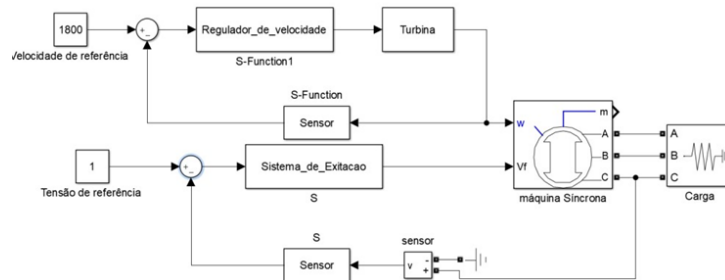 1800
Velocidade de referência
+
-
Regulador_de_velocidade
S-Function1
Turbina
S-Function
Sensor
1
Tensão de referência
+
-
Sistema_de_Exitacao
S
w
Vf
m
A
B
C
máquina Síncrona
A
B
C
Carga
S
Sensor
sensor
v
-
+